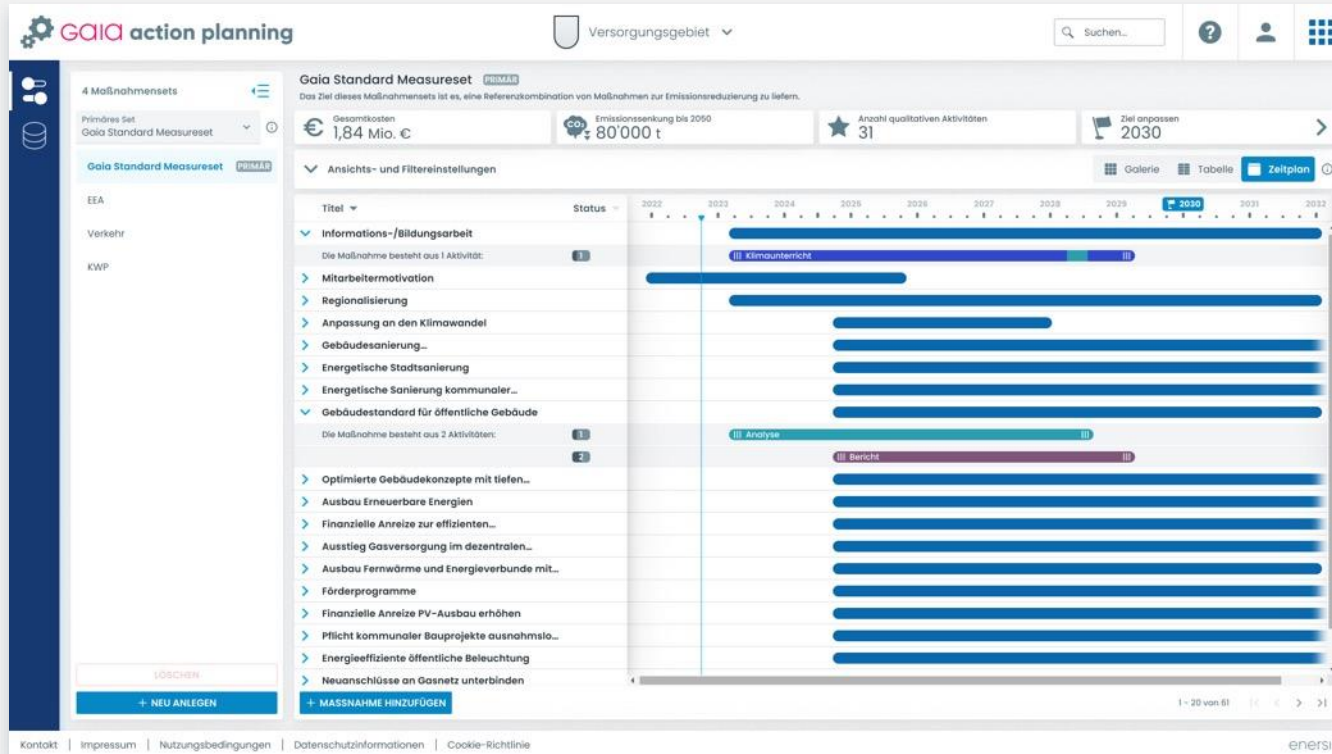 Gaia action planning
Versorgungsgebiet
Suchen...
4 Maßnahmensets
Primäres Set
Gaia Standard Measureset
Gaia Standard Measureset PRIMÄR
EEA
Verkehr
KWP
LÖSCHEN
+ NEU ANLEGEN
Gaia Standard Measureset PRIMÄR
Das Ziel dieses Maßnahmensets ist es, eine Referenzkombination von Maßnahmen zur Emissionsreduzierung zu liefern.
Gesamtkosten
1,84 Mio. €
CO₂
Emissionssenkung bis 2050
80'000 t
Anzahl qualitativen Aktivitäten
31
Ziel anpassen
2030
Ansichts- und Filtereinstellungen
Galerie
Tabelle
Zeitplan
Titel
Status
2022 2023 2024 2025 2026 2027 2028 2029 2030 2031 2032
Informations-/Bildungsarbeit
Die Maßnahme besteht aus 1 Aktivität: 1 Klimaunterricht
Mitarbeitermotivation
Regionalisierung
Anpassung an den Klimawandel
Gebäudesanierung...
Energetische Stadtsanierung
Energetische Sanierung kommunaler...
Gebäudestandard für öffentliche Gebäude
Die Maßnahme besteht aus 2 Aktivitäten: 1 Analyse
2 Bericht
Optimierte Gebäudekonzepte mit tiefen...
Ausbau Erneuerbare Energien
Finanzielle Anreize zur effizienten...
Ausstieg Gasversorgung im dezentralen...
Ausbau Fernwärme und Energieverbunde mit...
Förderprogramme
Finanzielle Anreize PV-Ausbau erhöhen
Pflicht kommunaler Bauprojekte ausnahmslo...
Energieeffiziente öffentliche Beleuchtung
Neuanschlüsse an Gasnetz unterbinden
+ MASSNAHME HINZUFÜGEN
1 - 20 von 61
Kontakt | Impressum | Nutzungsbedingungen | Datenschutzinformationen | Cookie-Richtlinie